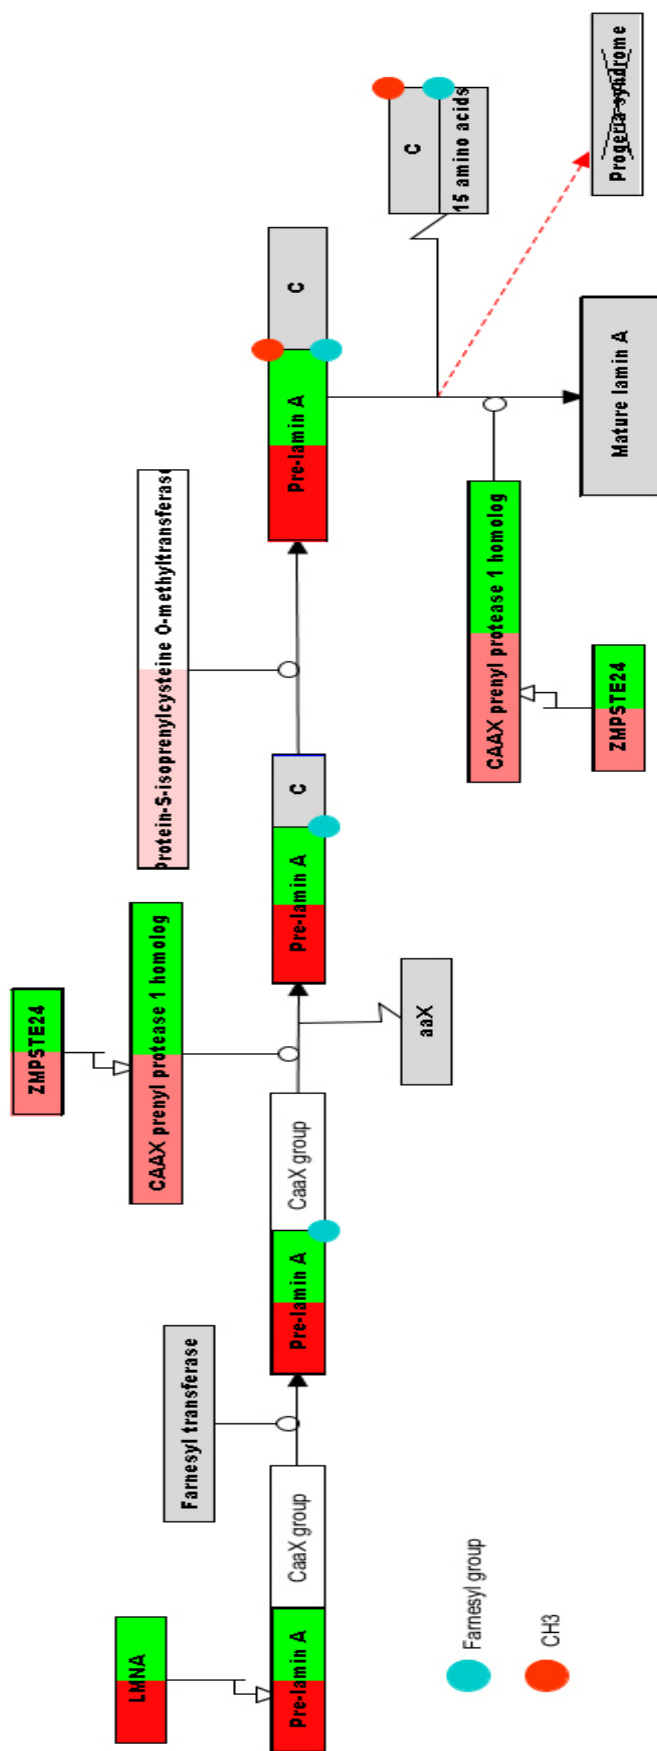 LMNA
Pre-lamin A
CaaX group
Farnesyl transferase
Pre-lamin A
CaaX group
ZMPSTE24
CAAX prenyl protease 1 homolog
aaX
Pre-lamin A
C
Protein-S-isoprenylcysteine O-methyltransferase
Pre-lamin A
C
C
15 amino acids
ZMPSTE24
CAAX prenyl protease 1 homolog
Mature lamin A
Progeria syndrome
Farnesyl group
CH3